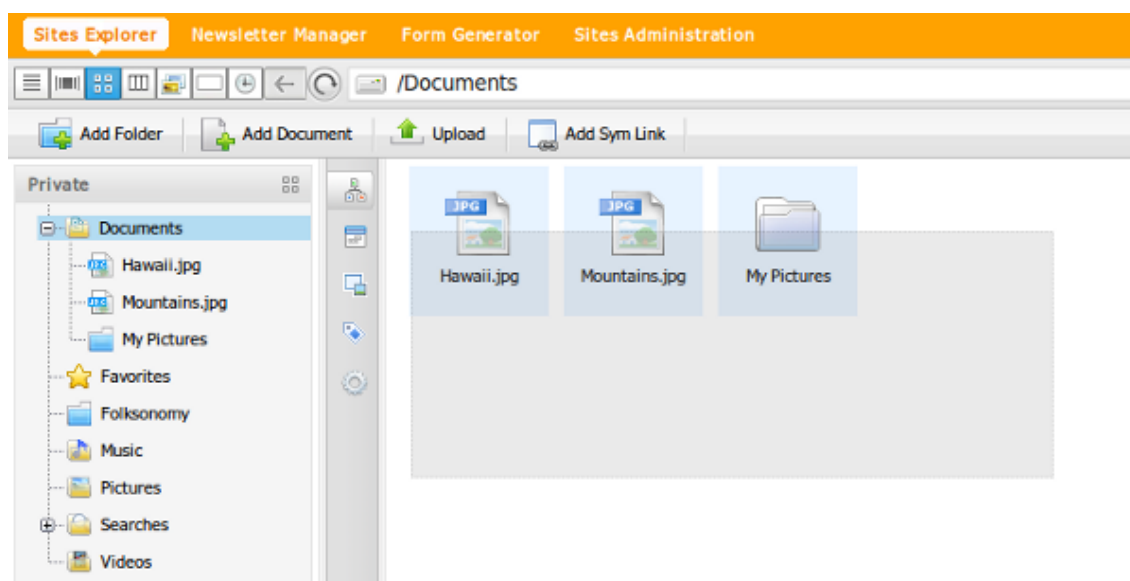 Sites Explorer Newsletter Manager Form Generator Sites Administration
/Documents
Add Folder Add Document Upload Add Sym Link
Private
Documents
Hawaii.jpg
Mountains.jpg
My Pictures
Favorites
Folksonomy
Music
Pictures
Searches
Videos
JPG JPG
Hawaii.jpg Mountains.jpg My Pictures